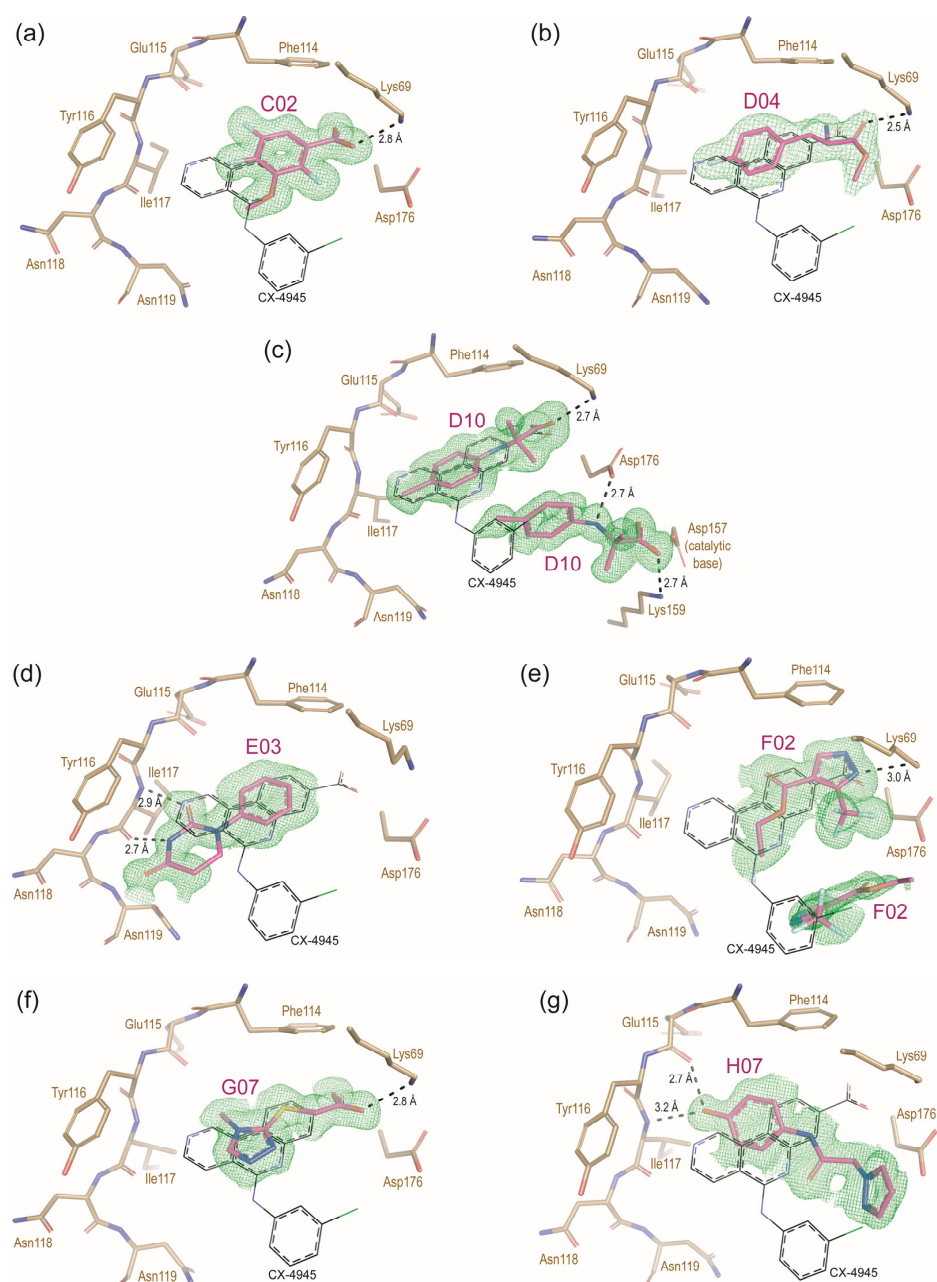 (a)
Glu115
Phe114
Lys69
Tyr116
C02
2.8 Å
Ile117
Asp176
Asn118
Asn119
CX-4945
(b)
Glu115
Phe114
Lys69
Tyr116
D04
2.5 Å
Ile117
Asp176
Asn118
Asn119
CX-4945
(c)
Phe114
Lys69
Glu115
D10
2.7 Å
Tyr116
Asp176
2.7 Å
Ile117
Asp157
(catalytic
base)
D10
CX-4945
2.7 Å
Asn118
Asn119
Lys159
(d)
Glu115
Phe114
Lys69
E03
Tyr116
Ile117
2.9 Å
2.7 Å
Asp176
Asn118
Asn119
CX-4945
(e)
Glu115
Phe114
Lys69
F02
Tyr116
3.0 Å
Ile117
Asp176
Asn118
F02
Asn119
CX-4945
(f)
Glu115
Phe114
Lys69
G07
Tyr116
2.8 Å
Ile117
Asp176
Asn118
Asn119
CX-4945
(g)
Phe114
Glu115
Lys69
H07
2.7 Å
Tyr116
3.2 Å
Asp176
Ile117
Asn118
Asn119
CX-4945